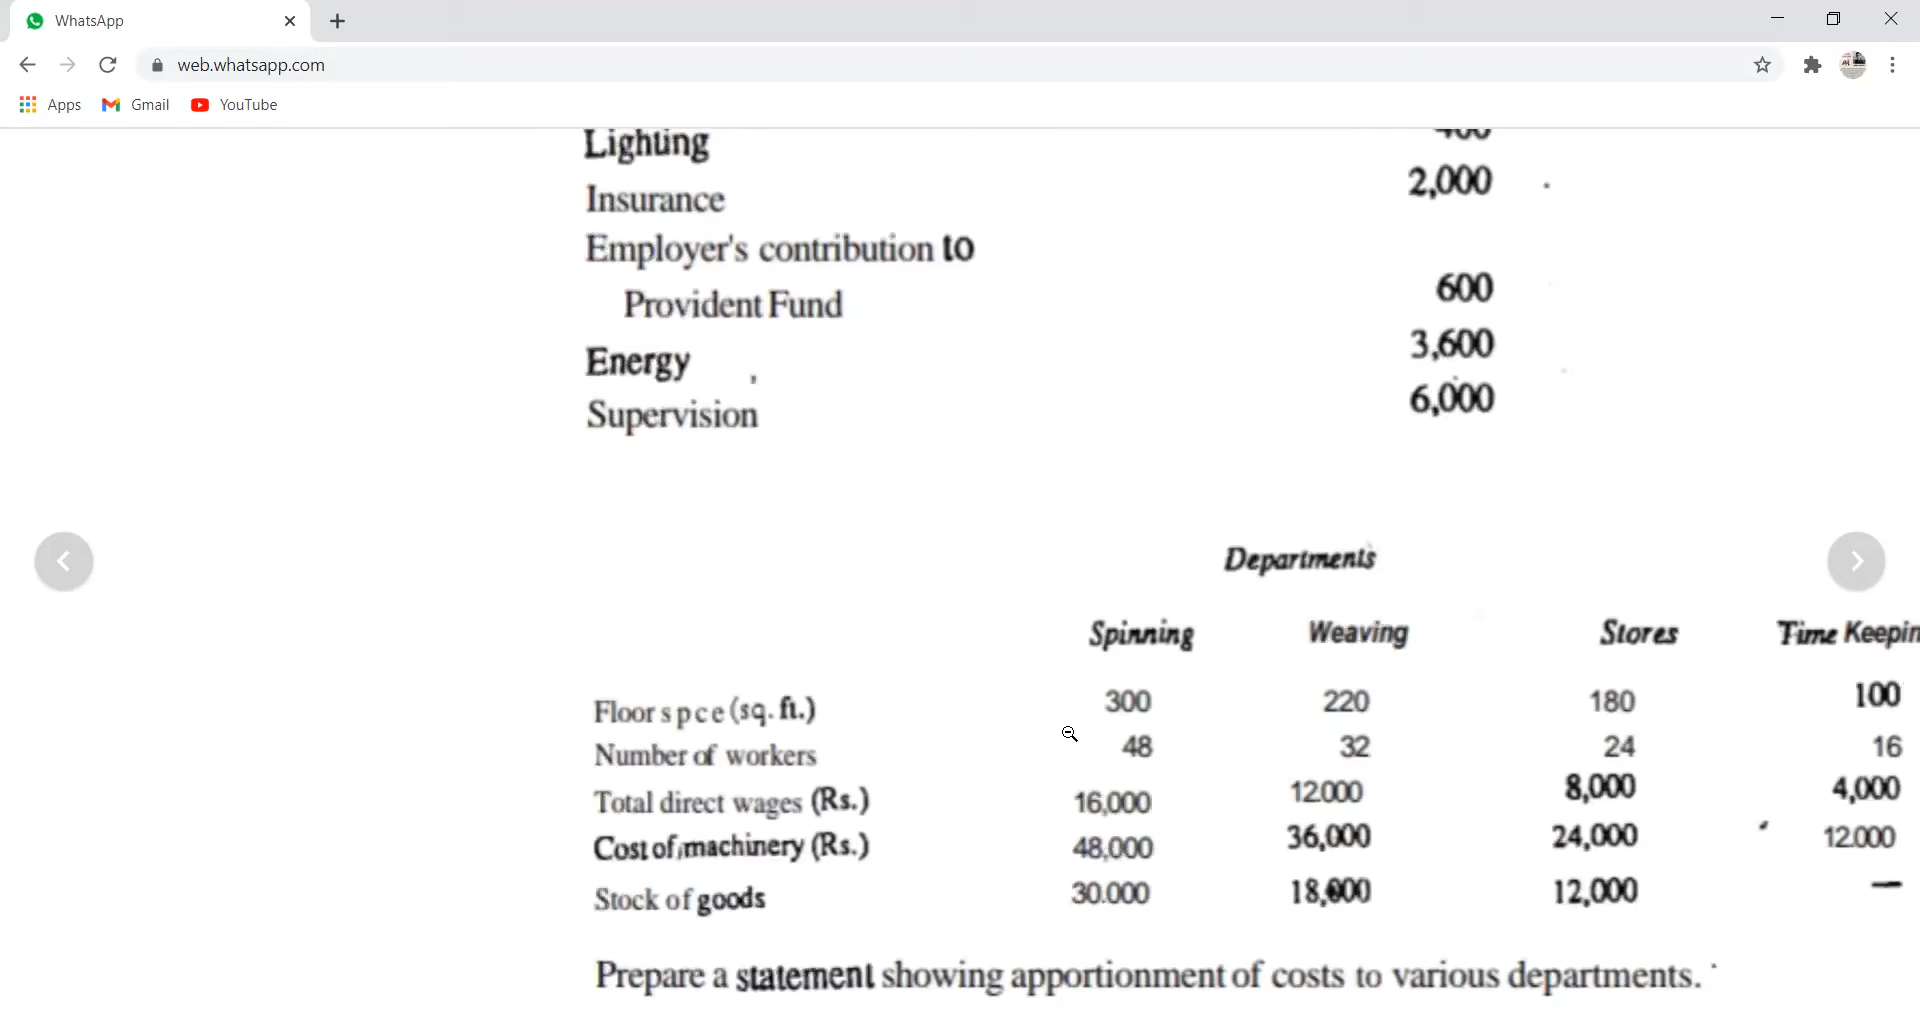 WhatsApp
web.whatsapp.com
Apps Gmail YouTube
Lighting 400
Insurance 2,000
Employer's contribution to
Provident Fund 600
Energy 3,600
Supervision 6,000
Departments
Spinning Weaving Stores Time Keepin
Floor s p c e (sq. ft.) 300 220 180 100
Number of workers 48 32 24 16
Total direct wages (Rs.) 16,000 12000 8,000 4,000
Cost of machinery (Rs.) 48,000 36,000 24,000 12000
Stock of goods 30.000 18,000 12,000 —
Prepare a statement showing apportionment of costs to various departments.